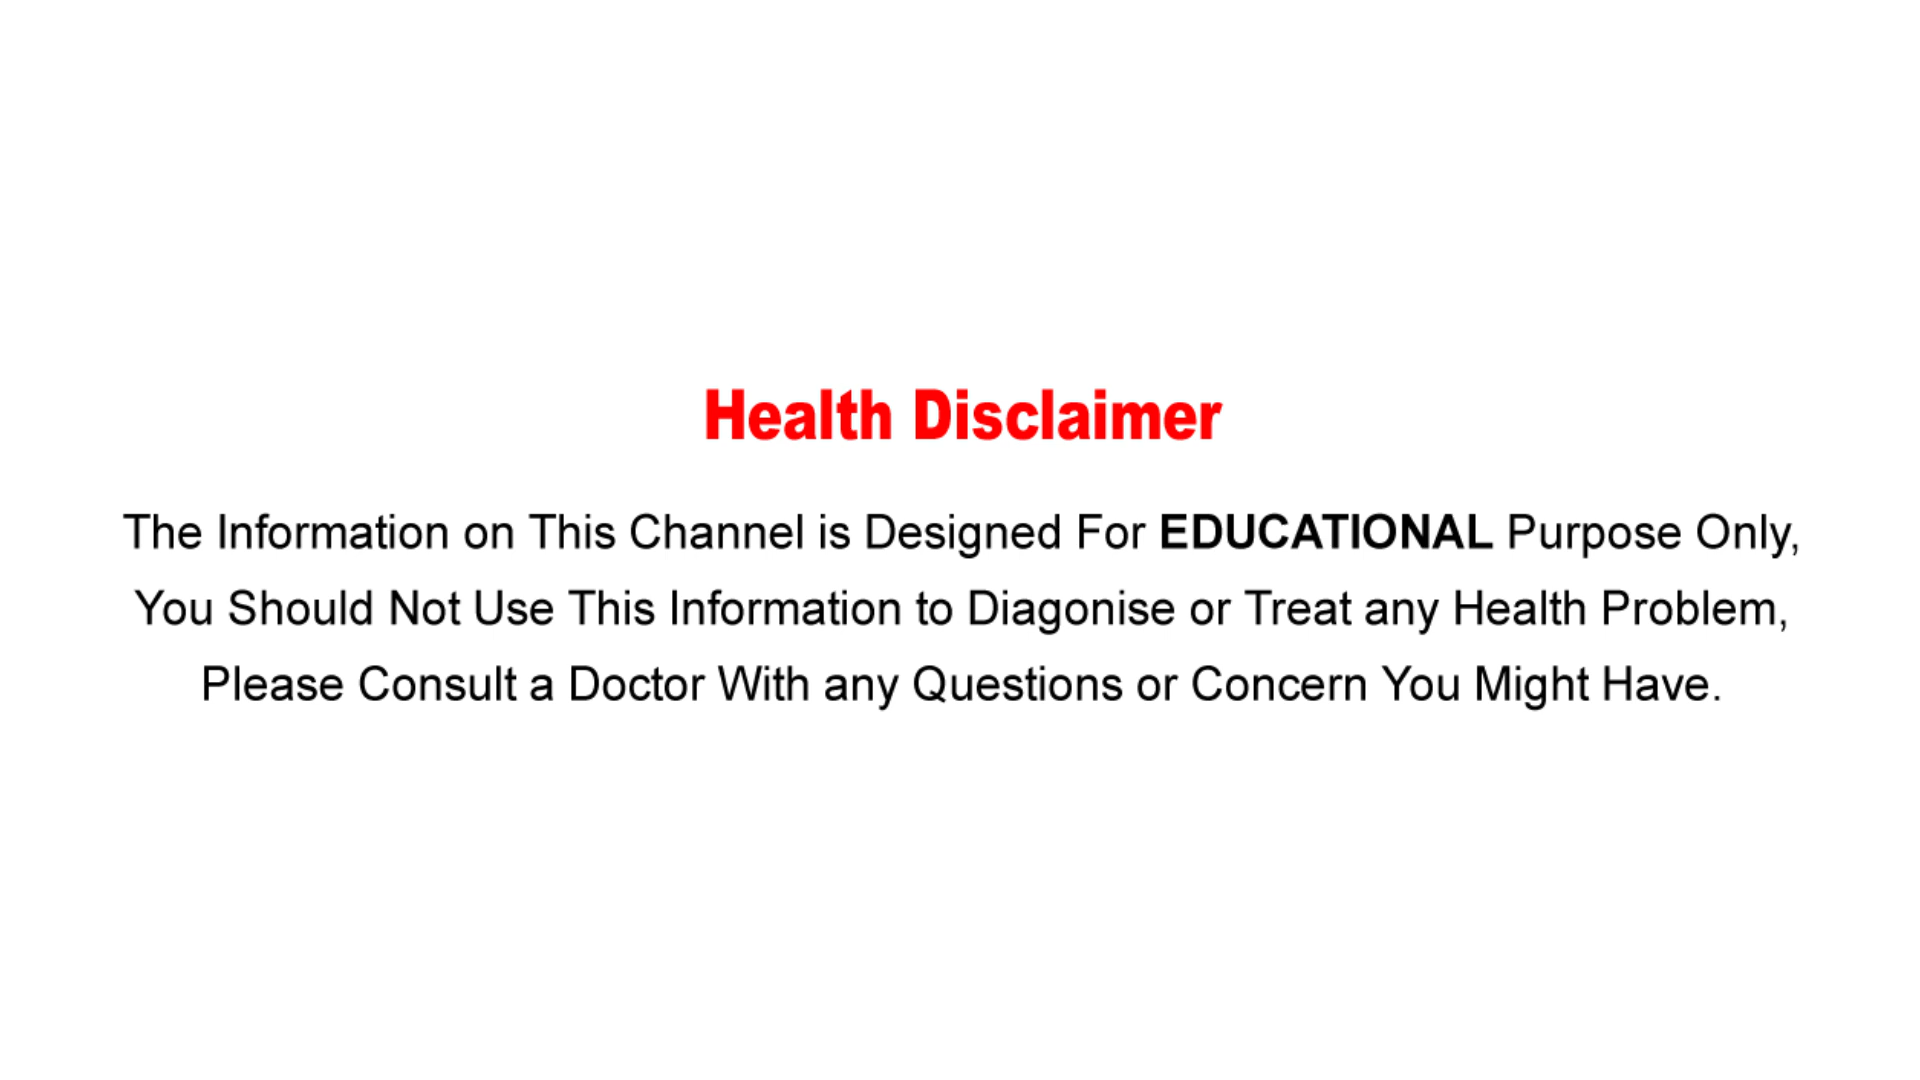 Health Disclaimer
The Information on This Channel is Designed For EDUCATIONAL Purpose Only,
You Should Not Use This Information to Diagonise or Treat any Health Problem,
Please Consult a Doctor With any Questions or Concern You Might Have.